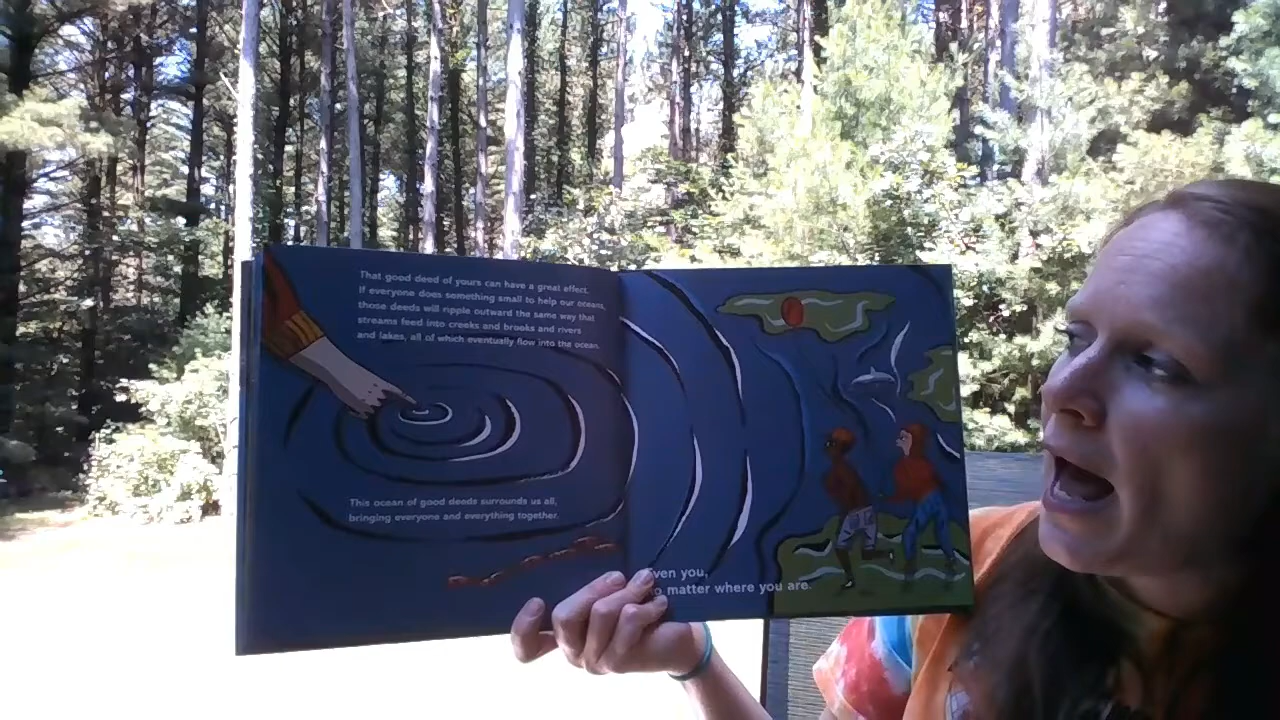 That good deed of yours can have a great effect.
If everyone does something small to help our oceans,
those deeds will ripple outward the same way that
streams feed into creeks and brooks and rivers
and lakes, all of which eventually flow into the ocean.
This ocean of good deeds surrounds us all,
bringing everyone and everything together.
ven you,
o matter where you are.